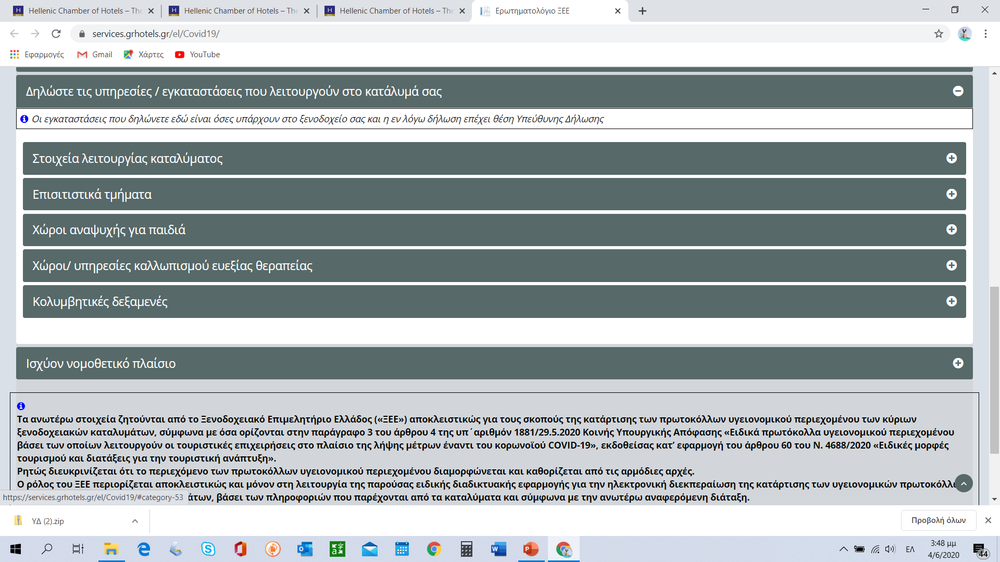 Hellenic Chamber of Hotels – The
Hellenic Chamber of Hotels – The
Hellenic Chamber of Hotels – The
Ερωτηματολόγιο ΞΕΕ
services.grhotels.gr/el/Covid19/
Εφαρμογές
Gmail
Χάρτες
YouTube
Δηλώστε τις υπηρεσίες / εγκαταστάσεις που λειτουργούν στο κατάλυμά σας
Οι εγκαταστάσεις που δηλώνετε εδώ είναι όσες υπάρχουν στο ξενοδοχείο σας και η εν λόγω δήλωση επέχει θέση Υπεύθυνης Δήλωσης
Στοιχεία λειτουργίας καταλύματος
Επισιτιστικά τμήματα
Χώροι αναψυχής για παιδιά
Χώροι/ υπηρεσίες καλλωπισμού ευεξίας θεραπείας
Κολυμβητικές δεξαμενές
Ισχύον νομοθετικό πλαίσιο
Τα ανωτέρω στοιχεία ζητούνται από το Ξενοδοχειακό Επιμελητήριο Ελλάδος («ΞΕΕ») αποκλειστικώς για τους σκοπούς της κατάρτισης των πρωτοκόλλων υγειονομικού περιεχομένου των κύριων
ξενοδοχειακών καταλυμάτων, σύμφωνα με όσα ορίζονται στην παράγραφο 3 του άρθρου 4 της υπ΄αριθμόν 1881/29.5.2020 Κοινής Υπουργικής Απόφασης «Ειδικά πρωτόκολλα υγειονομικού περιεχομένου
βάσει των οποίων λειτουργούν οι τουριστικές επιχειρήσεις στο πλαίσιο της λήψης μέτρων έναντι του κορωνοϊού COVID-19», εκδοθείσας κατ’ εφαρμογή του άρθρου 60 του Ν. 4688/2020 «Ειδικές μορφές
τουρισμού και διατάξεις για την τουριστική ανάπτυξη».
Ρητώς διευκρινίζεται ότι το περιεχόμενο των πρωτοκόλλων υγειονομικού περιεχομένου διαμορφώνεται και καθορίζεται από τις αρμόδιες αρχές.
Ο ρόλος του ΞΕΕ περιορίζεται αποκλειστικώς και μόνον στη λειτουργία της παρούσας ειδικής διαδικτυακής εφαρμογής για την ηλεκτρονική διεκπεραίωση της κατάρτισης των υγειονομικών
https://services.grhotels.gr/el/Covid19/#category-53
βάσει των πληροφοριών που παρέχονται από τα καταλύματα και σύμφωνα με την ανωτέρω αναφερόμενη διάταξη.
ΥΔ (2).zip
Προβολή όλων
ΕΛ
3:48 μμ
4/6/2020
44